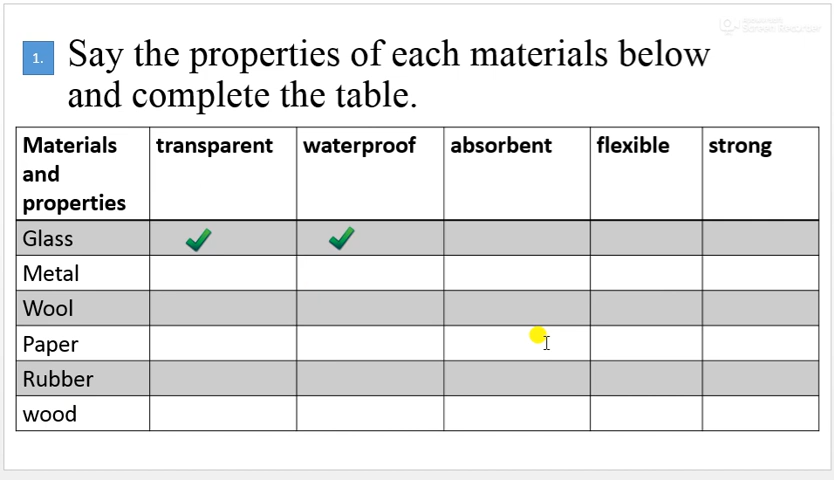 1.
Say the properties of each materials below
and complete the table.
Materials and properties transparent waterproof absorbent flexible strong
Glass
Metal
Wool
Paper
Rubber
wood